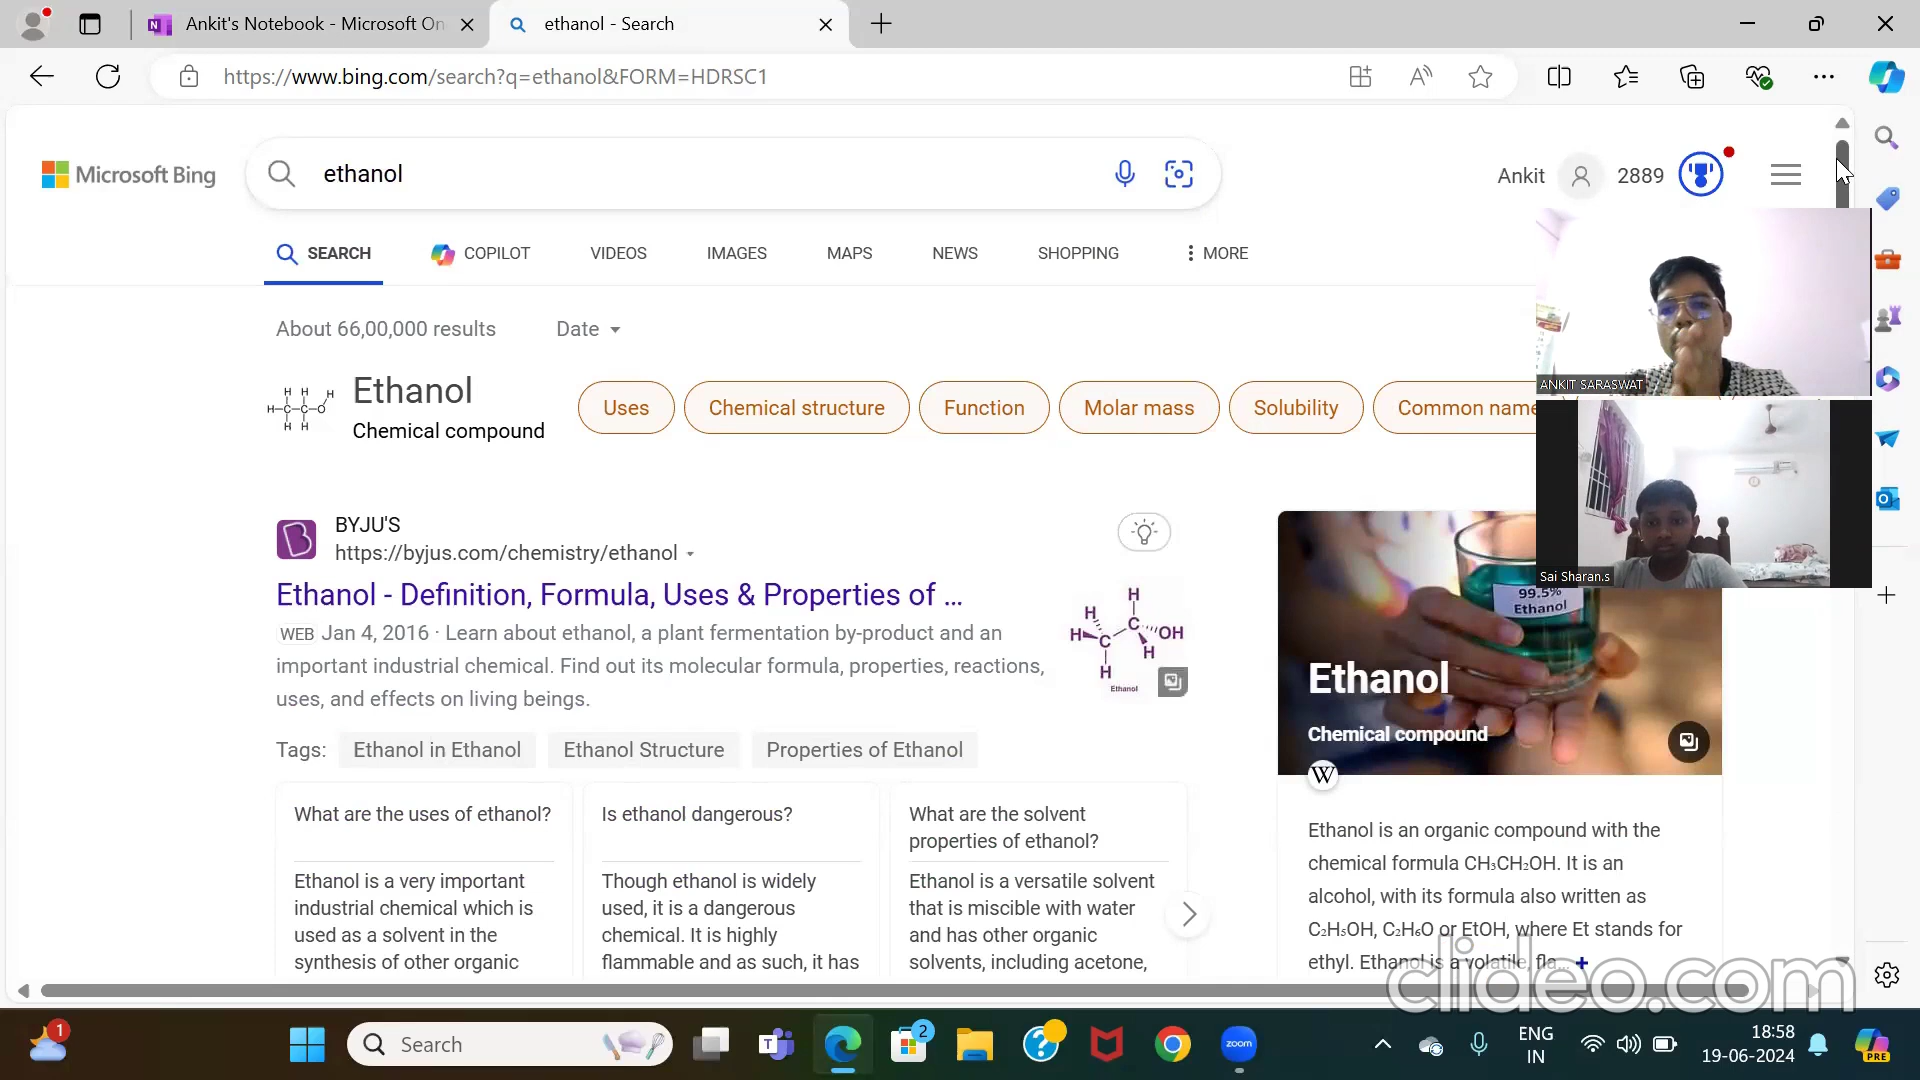 Ankit's Notebook - Microsoft On
ethanol - Search
https://www.bing.com/search?q=ethanol&FORM=HDRSC1
Microsoft Bing
ethanol
Ankit
2889
SEARCH
COPILOT
VIDEOS
IMAGES
MAPS
NEWS
SHOPPING
MORE
ANKIT SARASWAT
About 66,00,000 results
Date
H H H
H-C-C-O
H H
Ethanol
Chemical compound
Uses
Chemical structure
Function
Molar mass
Solubility
Common name
Sai Sharan.s
BYJU'S
https://byjus.com/chemistry/ethanol
Ethanol - Definition, Formula, Uses & Properties of ...
WEB Jan 4, 2016 · Learn about ethanol, a plant fermentation by-product and an
important industrial chemical. Find out its molecular formula, properties, reactions,
uses, and effects on living beings.
H
H
H C C OH
H
H
Ethanol
Tags:
Ethanol in Ethanol
Ethanol Structure
Properties of Ethanol
What are the uses of ethanol?
Ethanol is a very important
industrial chemical which is
used as a solvent in the
synthesis of other organic
Is ethanol dangerous?
Though ethanol is widely
used, it is a dangerous
chemical. It is highly
flammable and as such, it has
What are the solvent
properties of ethanol?
Ethanol is a versatile solvent
that is miscible with water
and has other organic
solvents, including acetone,
99.5%
Ethanol
Ethanol
Chemical compound
W
Ethanol is an organic compound with the
chemical formula CH₃CH₂OH. It is an
alcohol, with its formula also written as
C₂H₅OH, C₂H₆O or EtOH, where Et stands for
ethyl. Ethanol is a volatile, fla... +
clideo.com
1
Search
2
zoom
ENG
IN
18:58
19-06-2024
PRE